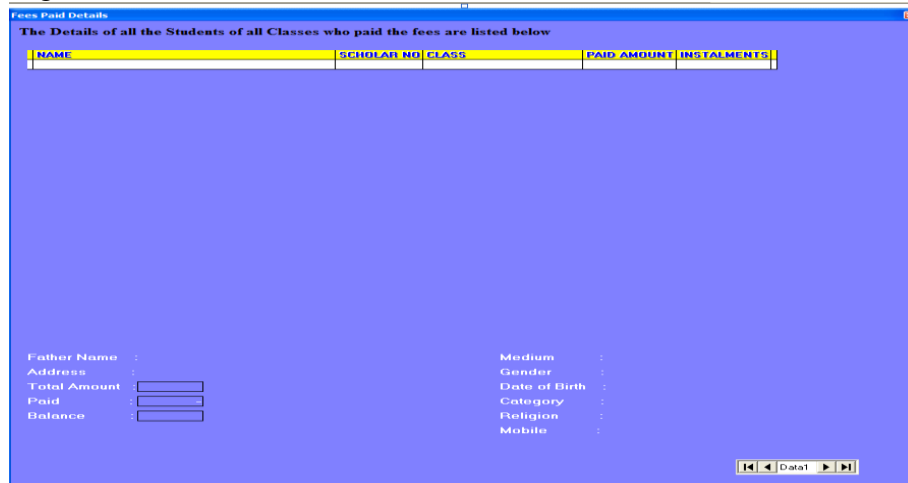 Fees Paid Details
The Details of all the Students of all Classes who paid the fees are listed below
NAME SCHOLAR NO CLASS PAID AMOUNT INSTALMENTS
Father Name :
Address :
Total Amount :
Paid : -
Balance :
Medium :
Gender :
Date of Birth :
Category :
Religion :
Mobile :
Data1